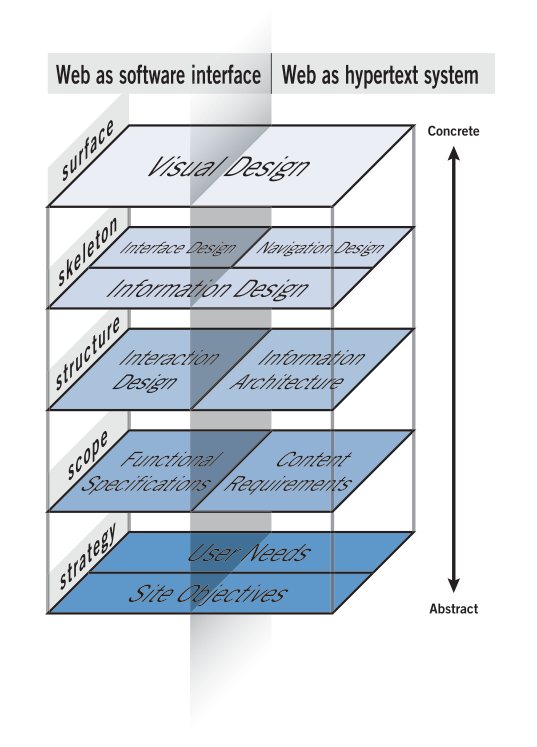 Web as software interface
Web as hypertext system
Concrete
surface
Visual Design
skeleton
Interface Design
Navigation Design
Information Design
structure
Interaction
Design
Information
Architecture
scope
Functional
Specifications
Content
Requirements
strategy
User Needs
Site Objectives
Abstract